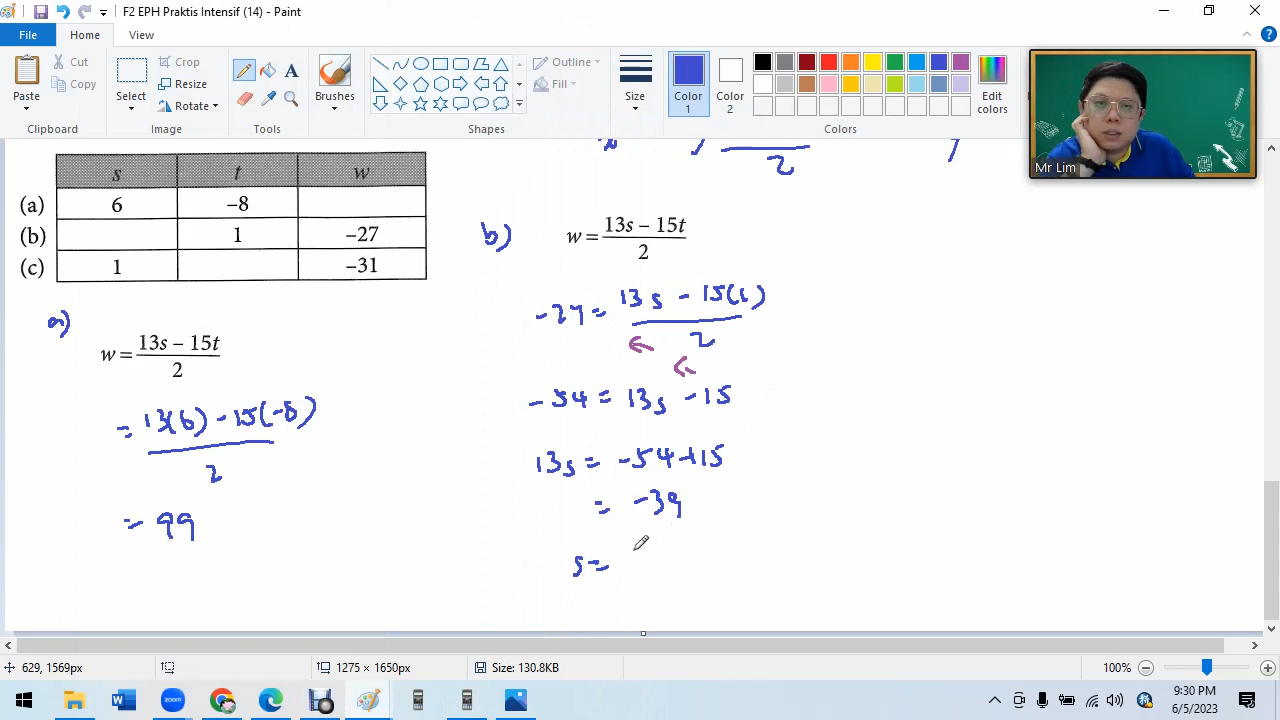 F2 EPH Praktis Intensif (14) - Paint
File Home View
Paste Cut Copy Clipboard
Select Crop Resize Rotate Image
Tools
Brushes
Outline Fill Shapes
Size
Color 1 Color 2 Edit colors Colors
Mr Lim
2
s t w
(a) 6 –8
(b) 1 –27
(c) 1 –31
a)
w = 13s – 15t / 2
= 13(6) - 15(-8) / 2
= 99
b)
w = 13s – 15t / 2
-27 = 13s - 15(1) / 2
-54 = 13s - 15
13s = -54+15
= -39
s =
629, 1569px 1275 × 1650px Size: 130.8KB 100%
zoom
9:30 PM
6/5/2023